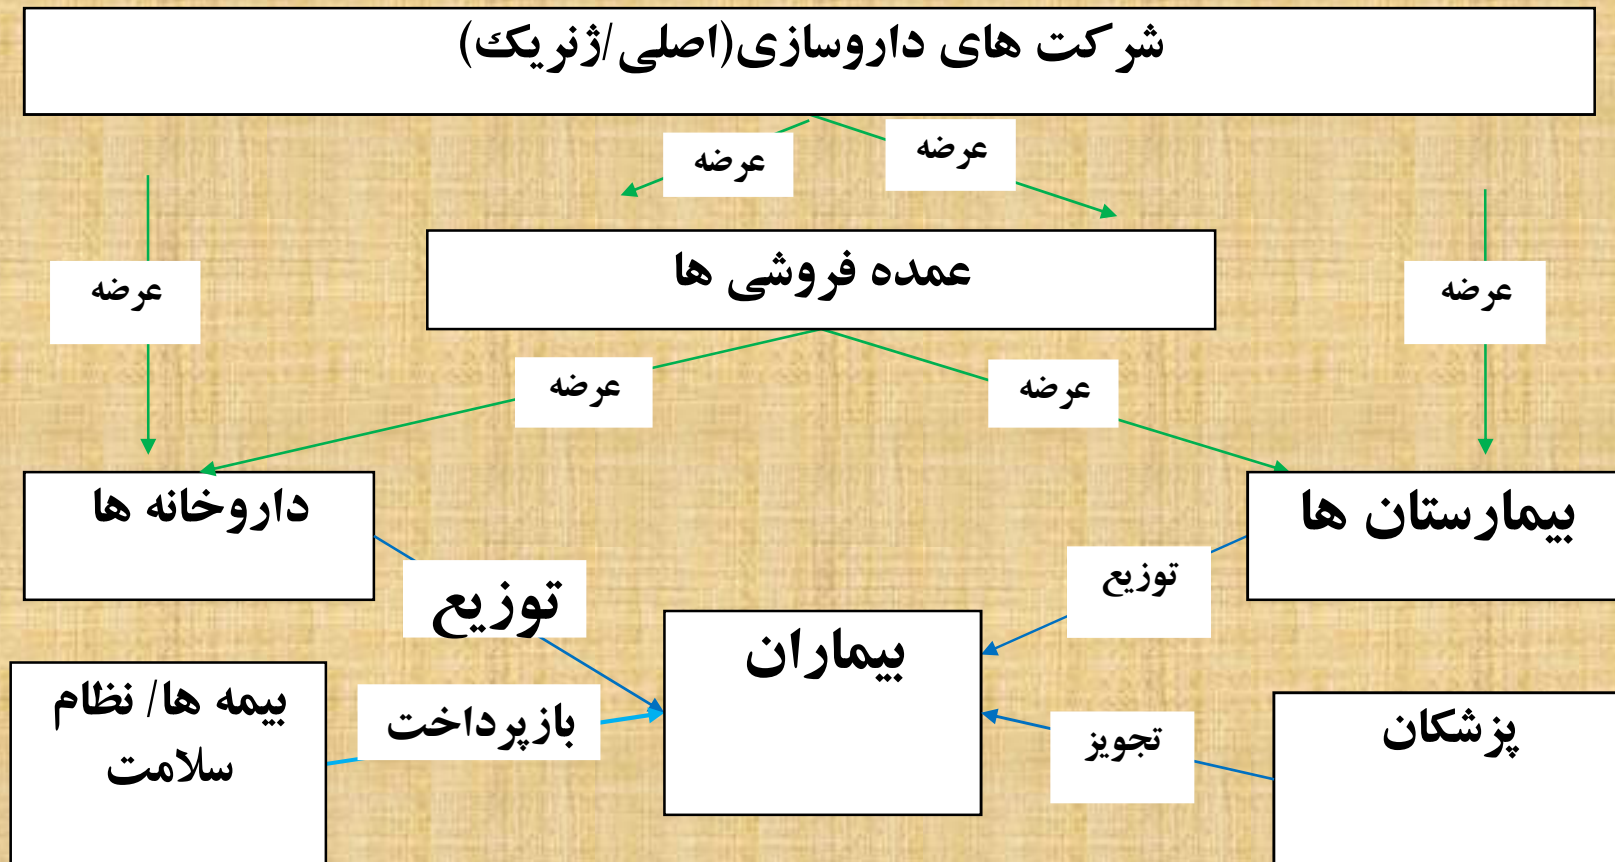 شرکت های داروسازی(اصلی/ژنریک)
عرضه
عرضه
عمده فروشی ها
عرضه
عرضه
عرضه
عرضه
بیمارستان ها
داروخانه ها
توزیع
توزیع
بیماران
پزشکان
تجویز
بازپرداخت
بیمه ها/ نظام
سلامت